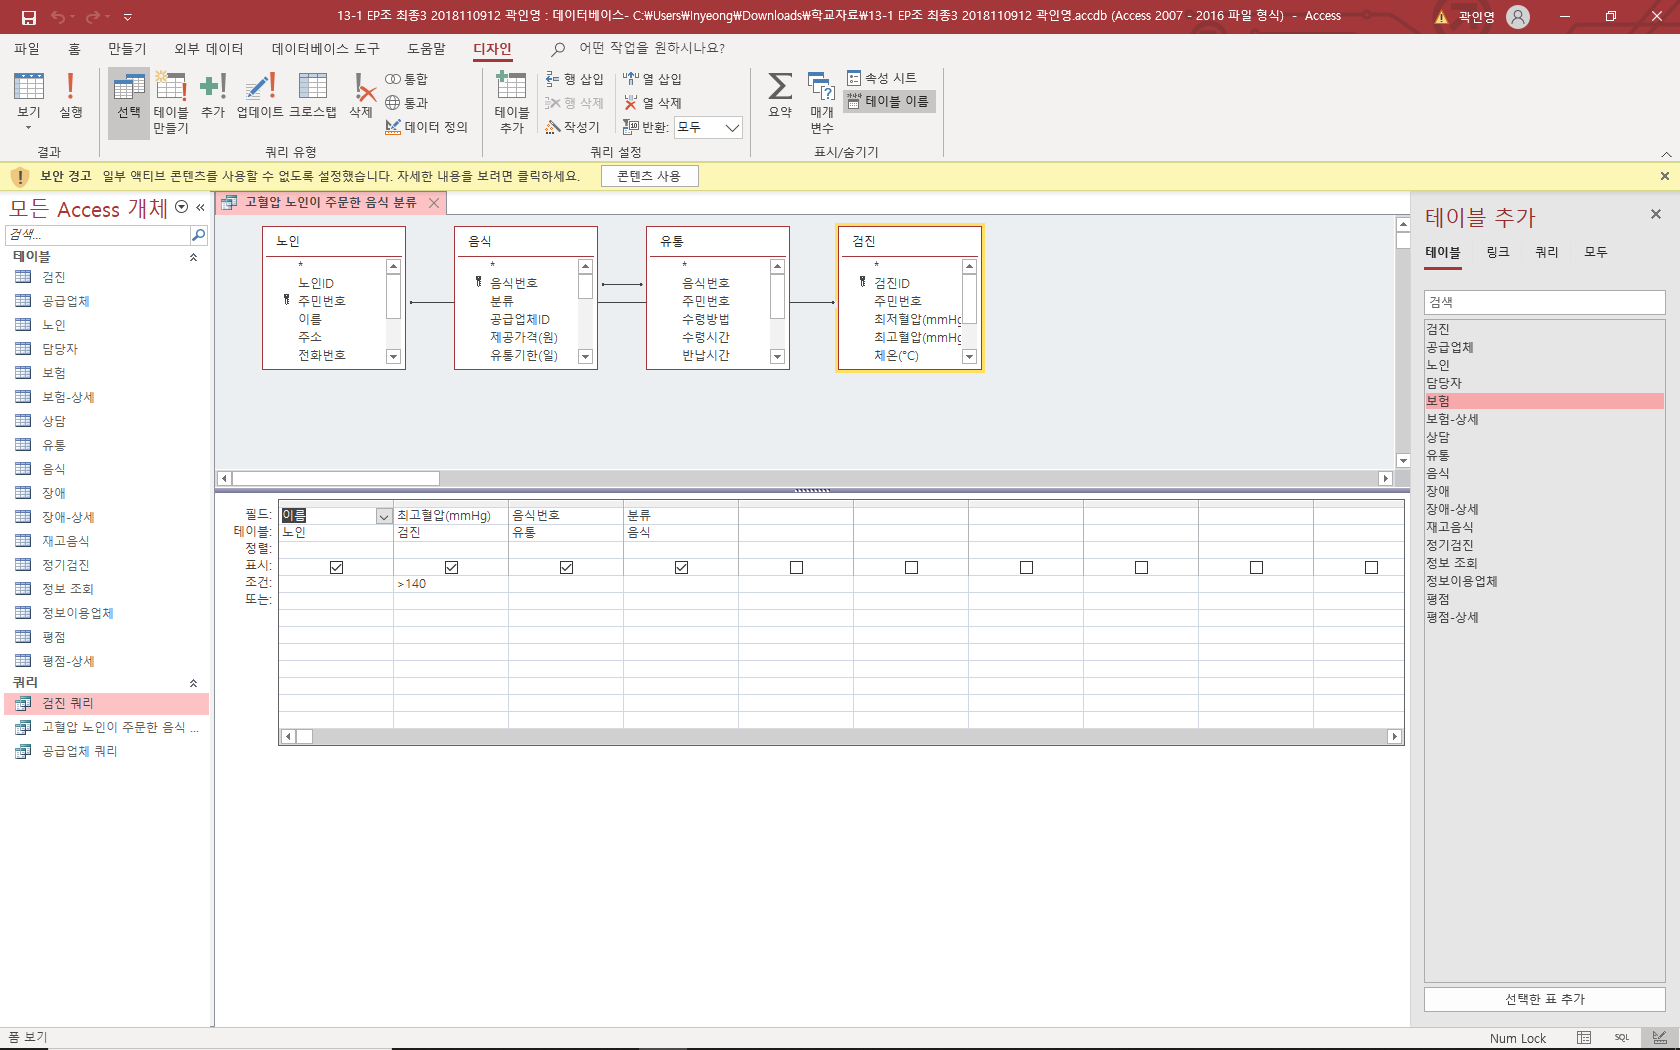 13-1 EP조 최종3 2018110912 곽인영 : 데이터베이스- C:₩Users₩Inyeong₩Downloads₩학교자료₩13-1 EP조 최종3 2018110912 곽인영.accdb (Access 2007 - 2016 파일 형식) - Access
곽인영
파일 홈 만들기 외부 데이터 데이터베이스 도구 도움말 디자인 어떤 작업을 원하시나요?
보기 실행
결과
선택 테이블 만들기 추가 업데이트 크로스탭 삭제
통합
통과
데이터 정의
쿼리 유형
테이블 추가
행 삽입
행 삭제
작성기
열 삽입
열 삭제
반환: 모두
쿼리 설정
요약 매개 변수
속성 시트
테이블 이름
표시/숨기기
보안 경고 일부 액티브 콘텐츠를 사용할 수 없도록 설정했습니다. 자세한 내용을 보려면 클릭하세요. 콘텐츠 사용
모든 Access 개체
검색...
테이블
검진
공급업체
노인
담당자
보험
보험-상세
상담
유통
음식
장애
장애-상세
재고음식
정기검진
정보 조회
정보이용업체
평점
평점-상세
쿼리
검진 쿼리
고혈압 노인이 주문한 음식 ...
공급업체 쿼리
고혈압 노인이 주문한 음식 분류
노인
*
노인ID
주민번호
이름
주소
전화번호
음식
*
음식번호
분류
공급업체ID
제공가격(원)
유통기한(일)
유통
*
음식번호
주민번호
수령방법
수령시간
반납시간
검진
*
검진ID
주민번호
최저혈압(mmHg
최고혈압(mmHg
체온(°C)
필드: 이름 최고혈압(mmHg) 음식번호 분류
테이블: 노인 검진 유통 음식
정렬:
표시:
조건: >140
또는:
테이블 추가
테이블 링크 쿼리 모두
검색
검진
공급업체
노인
담당자
보험
보험-상세
상담
유통
음식
장애
장애-상세
재고음식
정기검진
정보 조회
정보이용업체
평점
평점-상세
선택한 표 추가
폼 보기
Num Lock
SQL